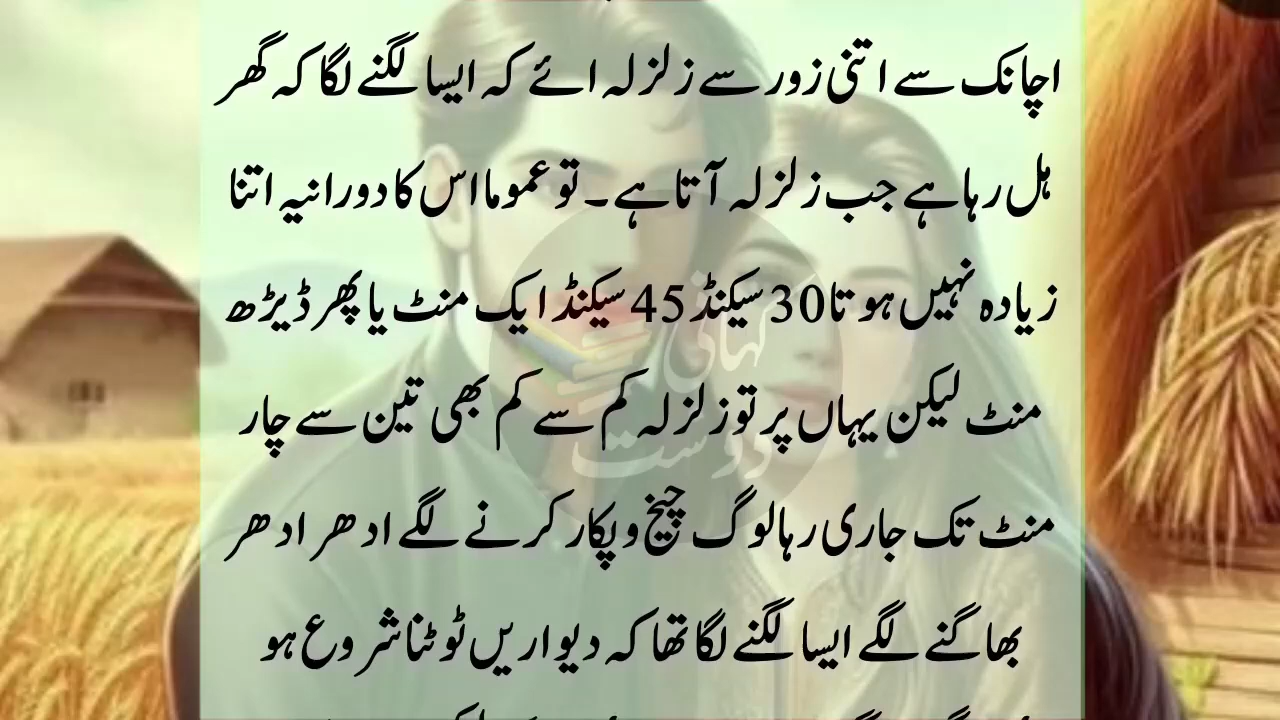 اچانک سے اتنی زور سے زلزلہ ائے کہ ایسا لگنے لگا کہ گھر
ہل رہا ہے جب زلزلہ آتا ہے۔ تو عموما اس کا دورانیہ اتنا
زیادہ نہیں ہوتا 30 سیکنڈ 45 سیکنڈ ایک منٹ یا پھر ڈیڑھ
منٹ لیکن یہاں پر تو زلزلہ کم سے کم بھی تین سے چار
منٹ تک جاری رہا لوگ چیخ و پکار کرنے لگے ادھر ادھر
بھاگنے لگے ایسا لگنے لگا تھا کہ دیواریں ٹوٹنا شروع ہو
کہانی
دوست